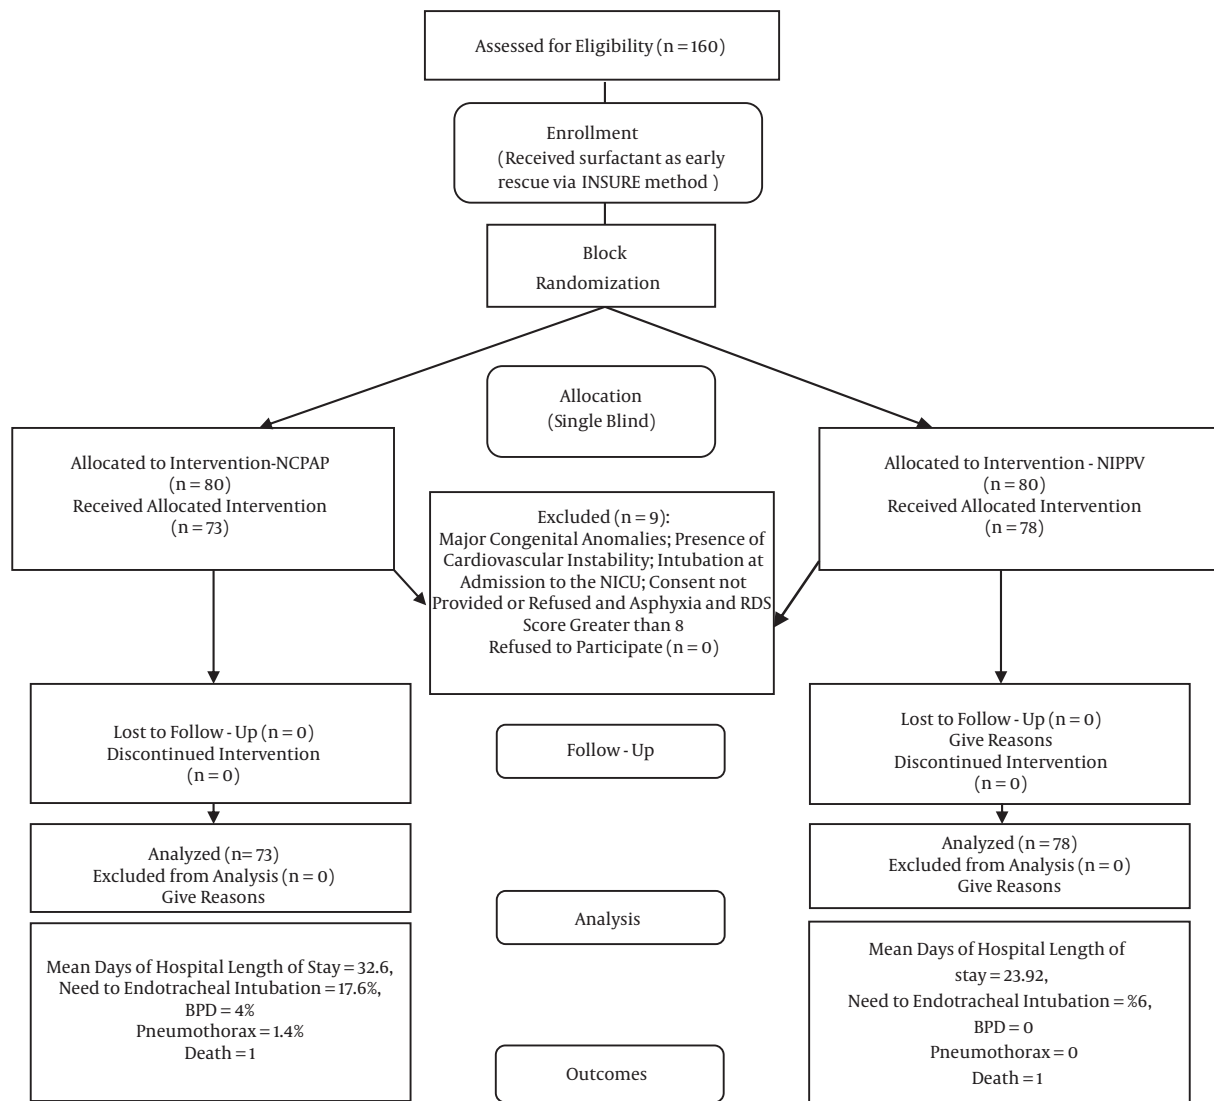 Assessed for Eligibility (n = 160)
Enrollment
(Received surfactant as early
rescue via INSURE method )
Block
Randomization
Allocation
(Single Blind)
Allocated to Intervention-NCPAP
(n = 80)
Received Allocated Intervention
(n = 73)
Allocated to Intervention - NIPPV
(n = 80)
Received Allocated Intervention
(n = 78)
Excluded (n = 9):
Major Congenital Anomalies; Presence of
Cardiovascular Instability; Intubation at
Admission to the NICU; Consent not
Provided or Refused and Asphyxia and RDS
Score Greater than 8
Refused to Participate (n = 0)
Lost to Follow - Up (n = 0)
Discontinued Intervention
(n = 0)
Follow - Up
Lost to Follow - Up (n = 0)
Give Reasons
Discontinued Intervention
(n = 0)
Analyzed (n= 73)
Excluded from Analysis (n = 0)
Give Reasons
Analysis
Analyzed (n = 78)
Excluded from Analysis (n = 0)
Give Reasons
Mean Days of Hospital Length of Stay = 32.6,
Need to Endotracheal Intubation = 17.6%,
BPD = 4%
Pneumothorax = 1.4%
Death = 1
Outcomes
Mean Days of Hospital Length of
stay = 23.92,
Need to Endotracheal Intubation = %6,
BPD = 0
Pneumothorax = 0
Death = 1